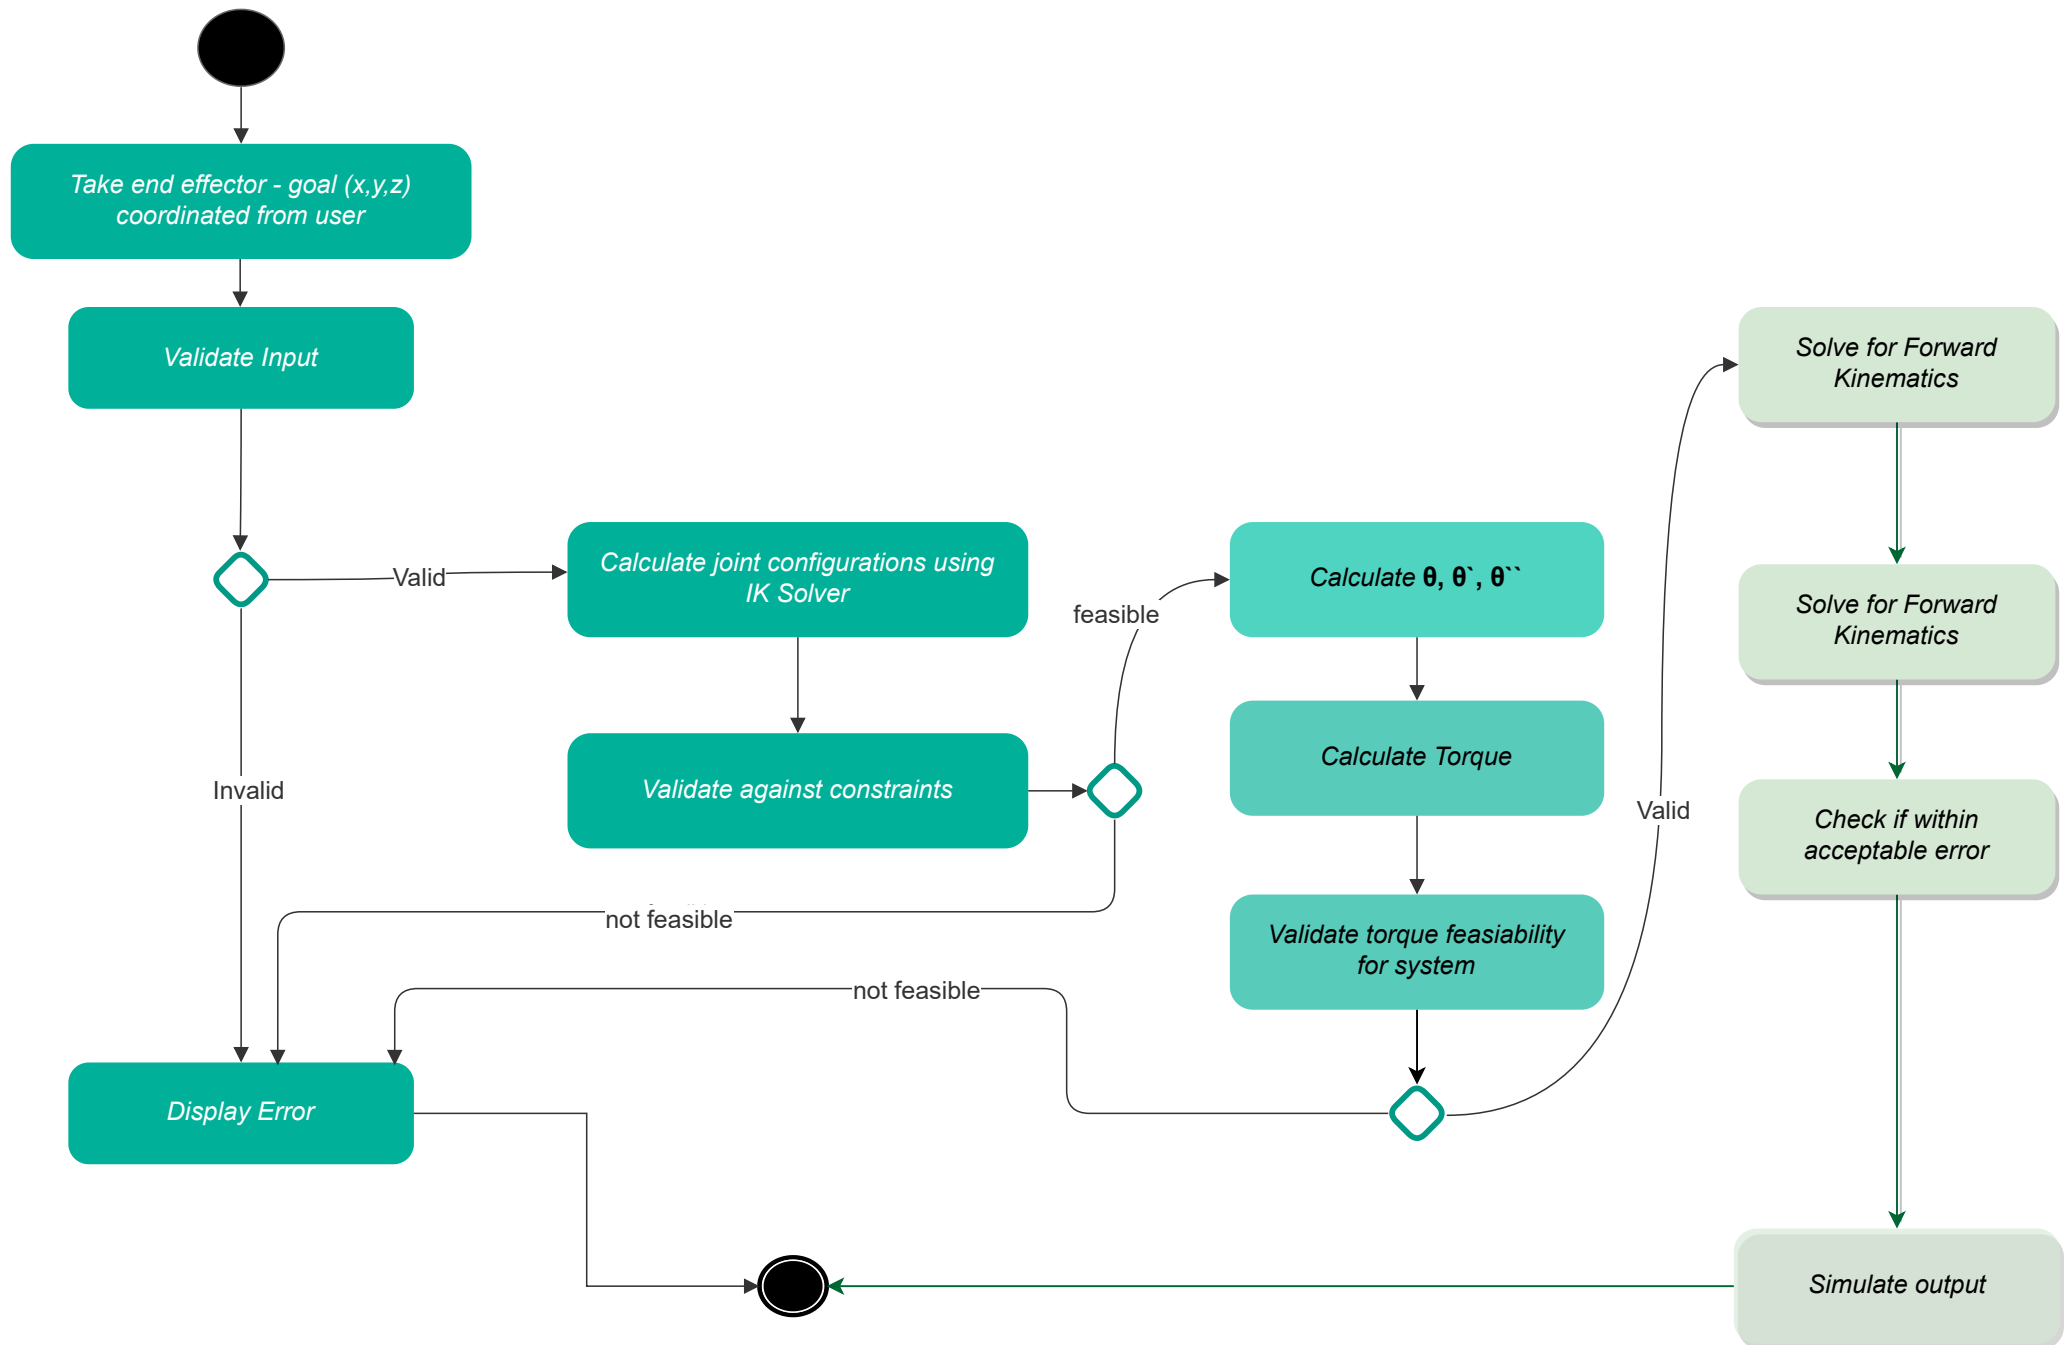 Take end effector - goal (x,y,z)
coordinated from user
Validate Input
Valid
Invalid
Calculate joint configurations using
IK Solver
Validate against constraints
feasible
not feasible
Calculate θ, θ`, θ``
Calculate Torque
Validate torque feasiability
for system
not feasible
Valid
Display Error
Solve for Forward
Kinematics
Solve for Forward
Kinematics
Check if within
acceptable error
Simulate output